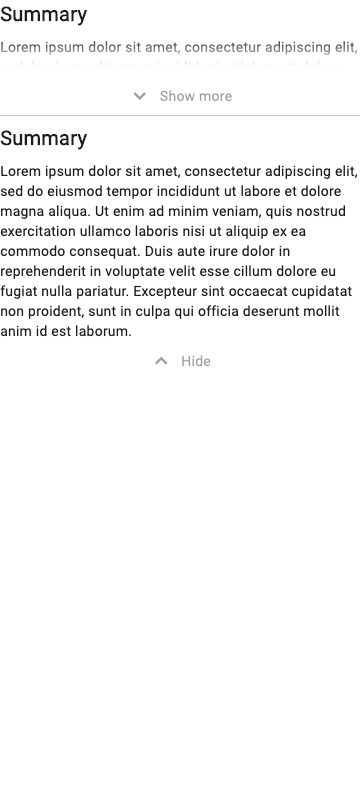 Summary
Lorem ipsum dolor sit amet, consectetur adipiscing elit,
Show more
Summary
Lorem ipsum dolor sit amet, consectetur adipiscing elit,
sed do eiusmod tempor incididunt ut labore et dolore
magna aliqua. Ut enim ad minim veniam, quis nostrud
exercitation ullamco laboris nisi ut aliquip ex ea
commodo consequat. Duis aute irure dolor in
reprehenderit in voluptate velit esse cillum dolore eu
fugiat nulla pariatur. Excepteur sint occaecat cupidatat
non proident, sunt in culpa qui officia deserunt mollit
anim id est laborum.
Hide